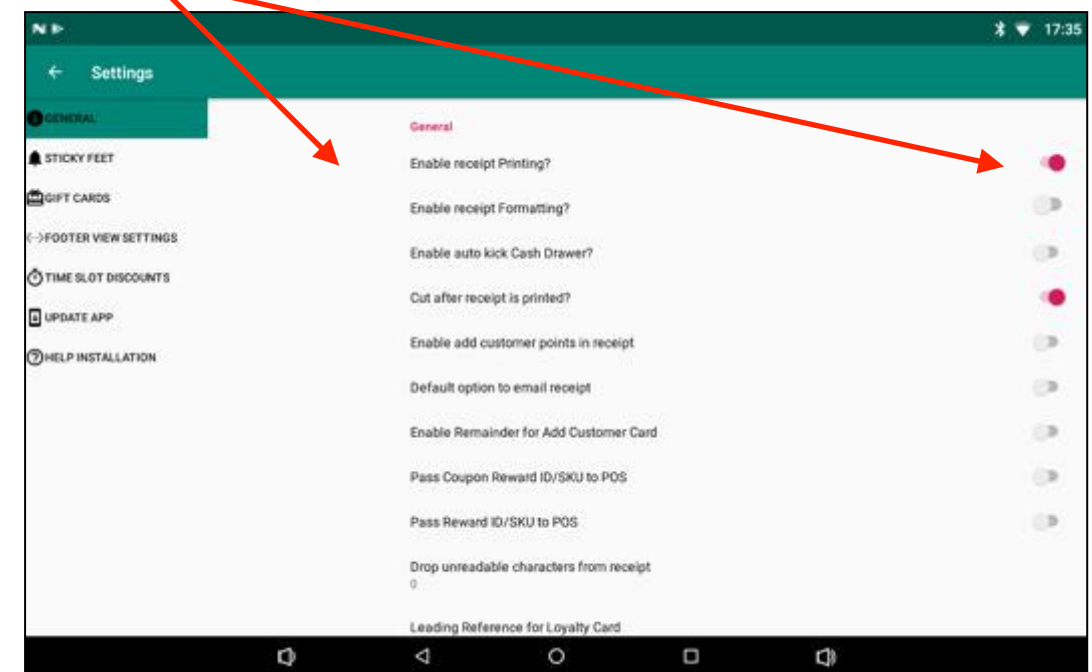 17:35
Settings
GENERAL
STICKY FEET
GIFT CARDS
FOOTER VIEW SETTINGS
TIME SLOT DISCOUNTS
UPDATE APP
HELP INSTALLATION
General
Enable receipt Printing?
Enable receipt Formatting?
Enable auto kick Cash Drawer?
Cut after receipt is printed?
Enable add customer points in receipt
Default option to email receipt
Enable Remainder for Add Customer Card
Pass Coupon Reward ID/SKU to POS
Pass Reward ID/SKU to POS
Drop unreadable characters from receipt
0
Leading Reference for Loyalty Card